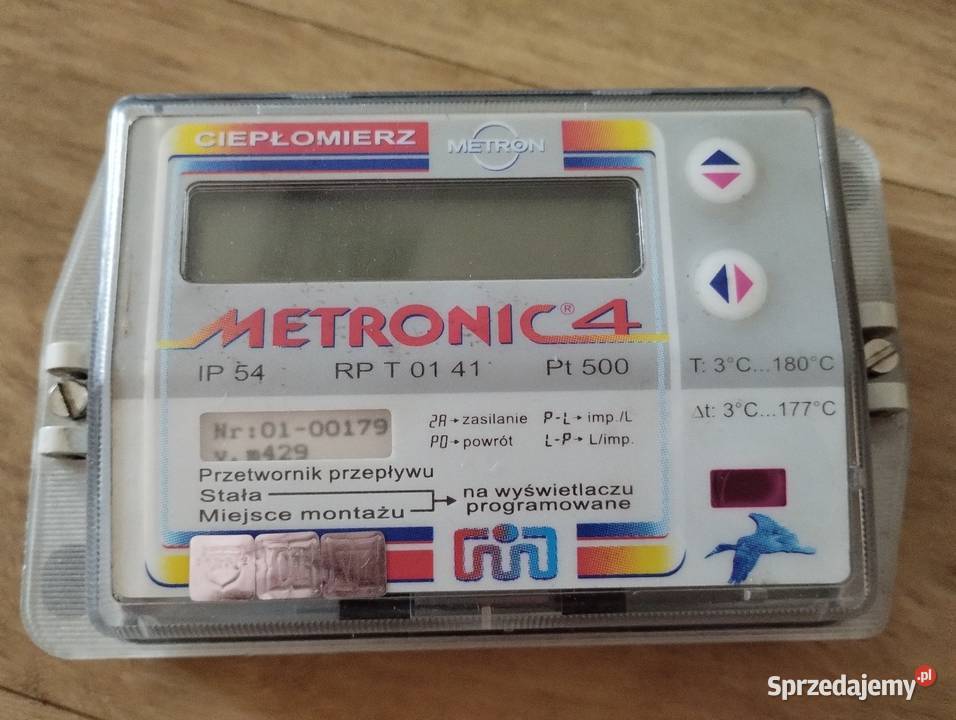 CIEPŁOMIERZ
METRON
METRONIC®4
IP 54 RP T 01 41 Pt 500
T: 3°C...180°C
Δt: 3°C...177°C
Nr:01-00179
v.m429
ZA→zasilanie P-L→imp./L
PO→powrót L-P→L/imp.
Przetwornik przepływu
Stała
Miejsce montażu
na wyświetlaczu
programowane
Sprzedajemy.pl